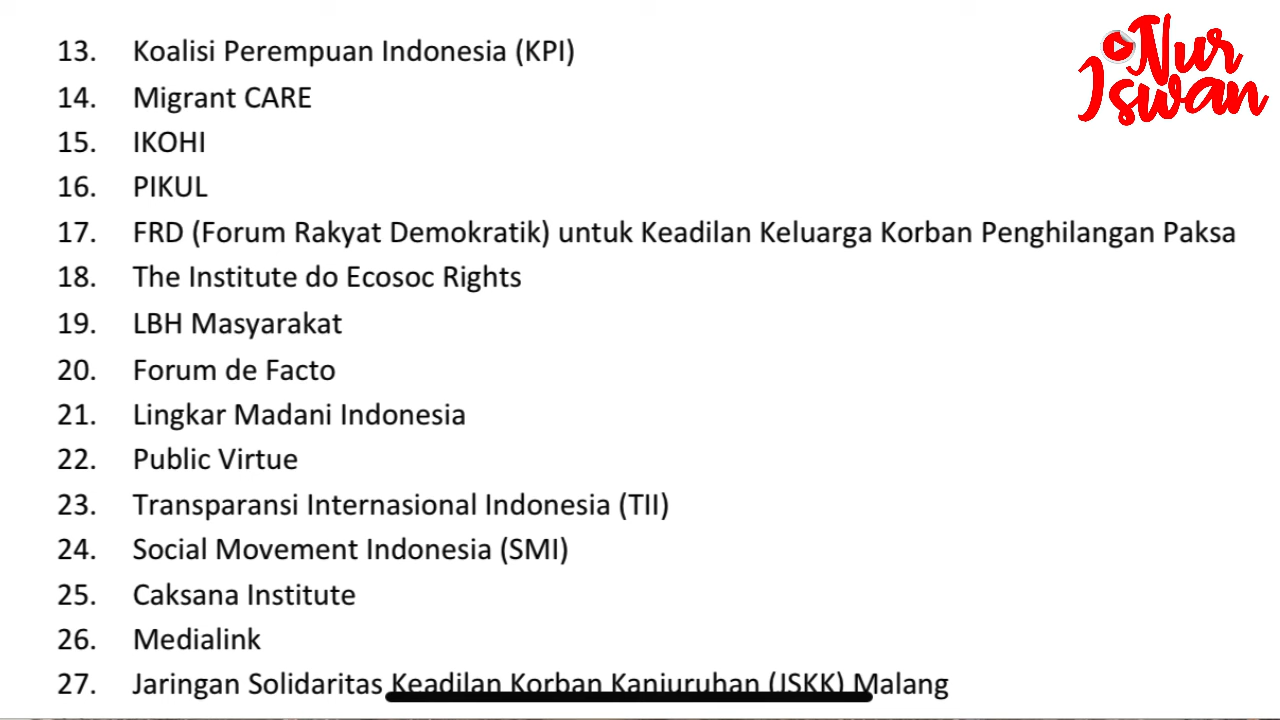 13. Koalisi Perempuan Indonesia (KPI)
14. Migrant CARE
15. IKOHI
16. PIKUL
17. FRD (Forum Rakyat Demokratik) untuk Keadilan Keluarga Korban Penghilangan Paksa
18. The Institute do Ecosoc Rights
19. LBH Masyarakat
20. Forum de Facto
21. Lingkar Madani Indonesia
22. Public Virtue
23. Transparansi Internasional Indonesia (TII)
24. Social Movement Indonesia (SMI)
25. Caksana Institute
26. Medialink
27. Jaringan Solidaritas Keadilan Korban Kanjuruhan (JSKK) Malang
Nur
Iswan